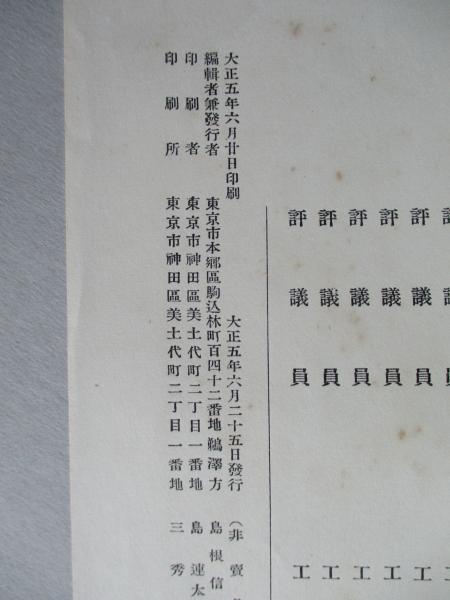 評議員 工
評議員 工
評議員 工
評議員 工
評議員 工
大正五年六月廿日印刷 大正五年六月二十五日發行 (非賣
編輯者兼發行者 東京市本郷區駒込林町百四十二番地鵜澤方 島根信
印刷者 東京市神田區美土代町二丁目一番地 島連太
印刷所 東京市神田區美土代町二丁目一番地 三秀